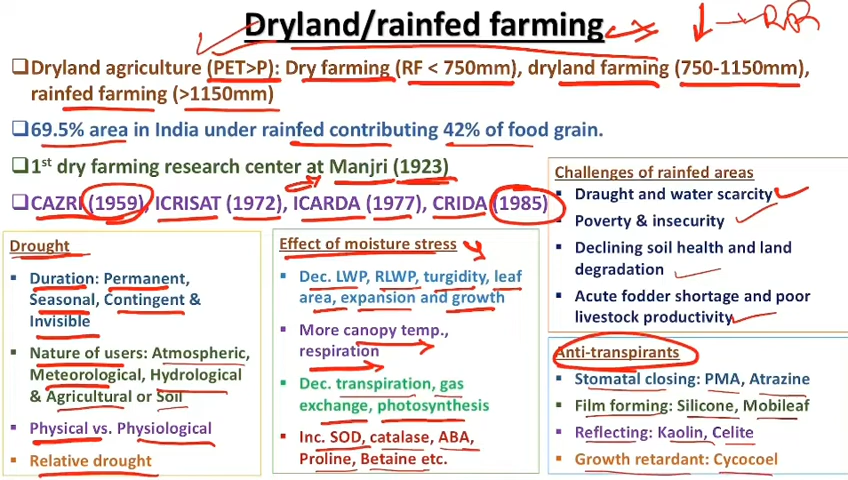 Dryland/rainfed farming
❑Dryland agriculture (PET>P): Dry farming (RF < 750mm), dryland farming (750-1150mm),
rainfed farming (>1150mm)
❑69.5% area in India under rainfed contributing 42% of food grain.
❑1st dry farming research center at Manjri (1923)
❑CAZRI (1959), ICRISAT (1972), ICARDA (1977), CRIDA (1985)
Drought
▪ Duration: Permanent,
Seasonal, Contingent &
Invisible
▪ Nature of users: Atmospheric,
Meteorological, Hydrological
& Agricultural or Soil
▪ Physical vs. Physiological
▪ Relative drought
Effect of moisture stress
▪ Dec. LWP, RLWP, turgidity, leaf
area, expansion and growth
▪ More canopy temp.,
respiration
▪ Dec. transpiration, gas
exchange, photosynthesis
▪ Inc. SOD, catalase, ABA,
Proline, Betaine etc.
Challenges of rainfed areas
▪ Draught and water scarcity
▪ Poverty & insecurity
▪ Declining soil health and land
degradation
▪ Acute fodder shortage and poor
livestock productivity
Anti-transpirants
▪ Stomatal closing: PMA, Atrazine
▪ Film forming: Silicone, Mobileaf
▪ Reflecting: Kaolin, Celite
▪ Growth retardant: Cycocel